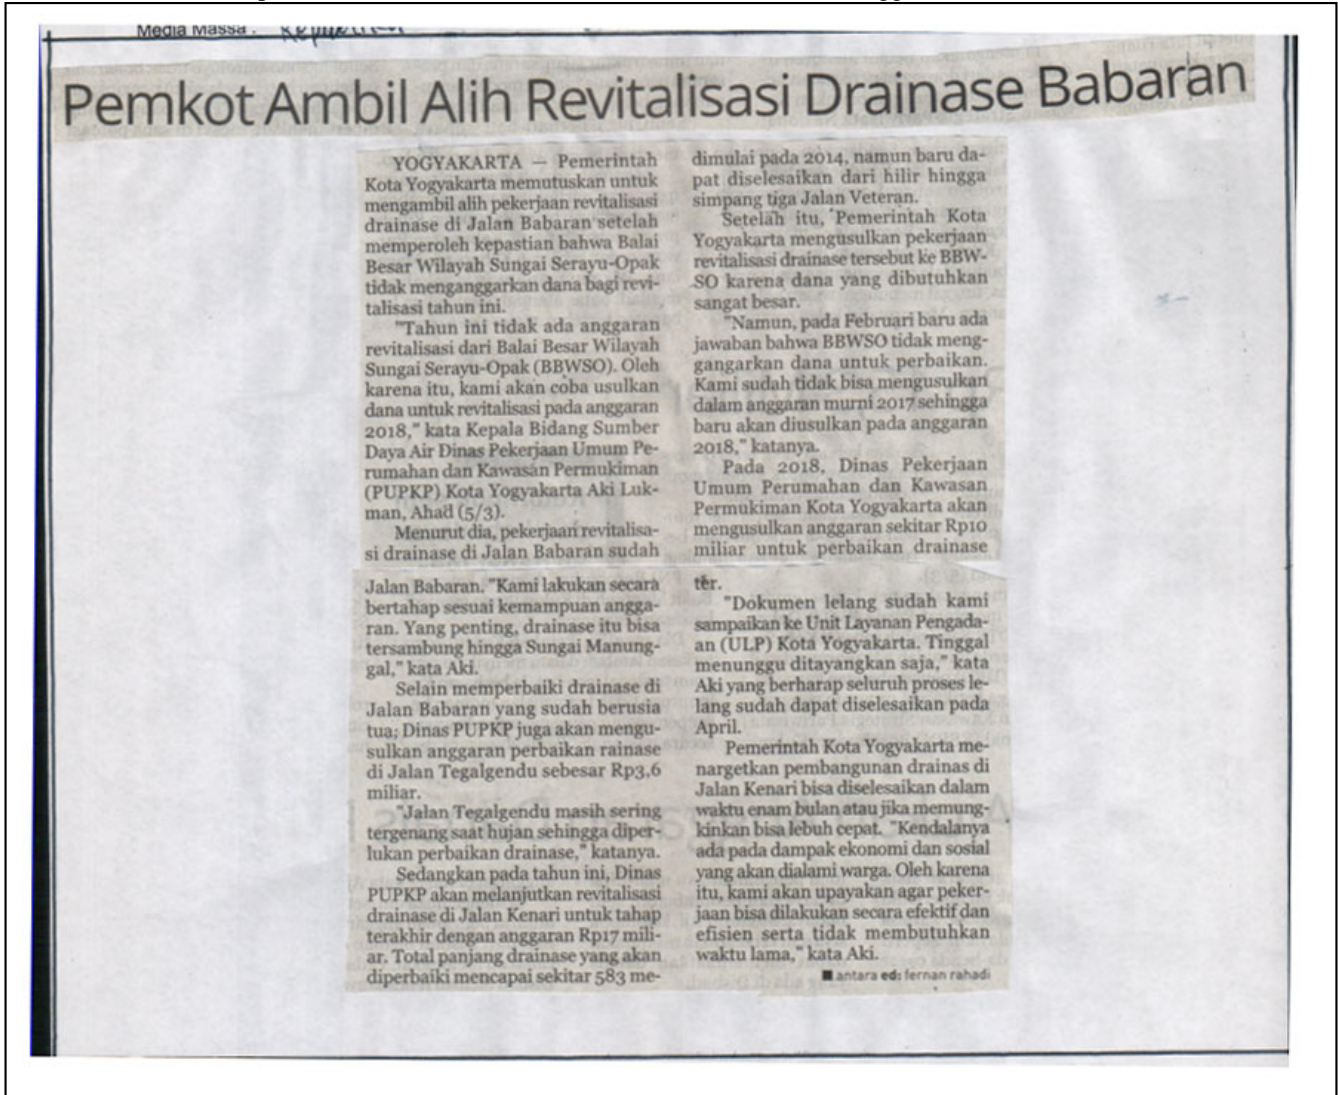 Media Massa :
Pemkot Ambil Alih Revitalisasi Drainase Babaran
YOGYAKARTA — Pemerintah
Kota Yogyakarta memutuskan untuk
mengambil alih pekerjaan revitalisasi
drainase di Jalan Babaran setelah
memperoleh kepastian bahwa Balai
Besar Wilayah Sungai Serayu-Opak
tidak menganggarkan dana bagi revi-
talisasi tahun ini.
"Tahun ini tidak ada anggaran
revitalisasi dari Balai Besar Wilayah
Sungai Serayu-Opak (BBWSO). Oleh
karena itu, kami akan coba usulkan
dana untuk revitalisasi pada anggaran
2018," kata Kepala Bidang Sumber
Daya Air Dinas Pekerjaan Umum Pe-
rumahan dan Kawasan Permukiman
(PUPKP) Kota Yogyakarta Aki Luk-
man, Ahad (5/3).
Menurut dia, pekerjaan revitalisa-
si drainase di Jalan Babaran sudah
dimulai pada 2014, namun baru da-
pat diselesaikan dari hilir hingga
simpang tiga Jalan Veteran.
Setelah itu, Pemerintah Kota
Yogyakarta mengusulkan pekerjaan
revitalisasi drainase tersebut ke BBW-
SO karena dana yang dibutuhkan
sangat besar.
"Namun, pada Februari baru ada
jawaban bahwa BBWSO tidak meng-
gangarkan dana untuk perbaikan.
Kami sudah tidak bisa mengusulkan
dalam anggaran murni 2017 sehingga
baru akan diusulkan pada anggaran
2018," katanya.
Pada 2018, Dinas Pekerjaan
Umum Perumahan dan Kawasan
Permukiman Kota Yogyakarta akan
mengusulkan anggaran sekitar Rp10
miliar untuk perbaikan drainase
Jalan Babaran. "Kami lakukan secara
bertahap sesuai kemampuan angga-
ran. Yang penting, drainase itu bisa
tersambung hingga Sungai Manung-
gal," kata Aki.
Selain memperbaiki drainase di
Jalan Babaran yang sudah berusia
tua; Dinas PUPKP juga akan mengu-
sulkan anggaran perbaikan rainase
di Jalan Tegalgendu sebesar Rp3,6
miliar.
"Jalan Tegalgendu masih sering
tergenang saat hujan sehingga diper-
lukan perbaikan drainase," katanya.
Sedangkan pada tahun ini, Dinas
PUPKP akan melanjutkan revitalisasi
drainase di Jalan Kenari untuk tahap
terakhir dengan anggaran Rp17 mili-
ar. Total panjang drainase yang akan
diperbaiki mencapai sekitar 583 me-
ter.
"Dokumen lelang sudah kami
sampaikan ke Unit Layanan Pengada-
an (ULP) Kota Yogyakarta. Tinggal
menunggu ditayangkan saja," kata
Aki yang berharap seluruh proses le-
lang sudah dapat diselesaikan pada
April.
Pemerintah Kota Yogyakarta me-
nargetkan pembangunan drainas di
Jalan Kenari bisa diselesaikan dalam
waktu enam bulan atau jika memung-
kinkan bisa lebuh cepat. "Kendalanya
ada pada dampak ekonomi dan sosial
yang akan dialami warga. Oleh karena
itu, kami akan upayakan agar peker-
jaan bisa dilakukan secara efektif dan
efisien serta tidak membutuhkan
waktu lama," kata Aki.
■ antara ed: fernan rahadi